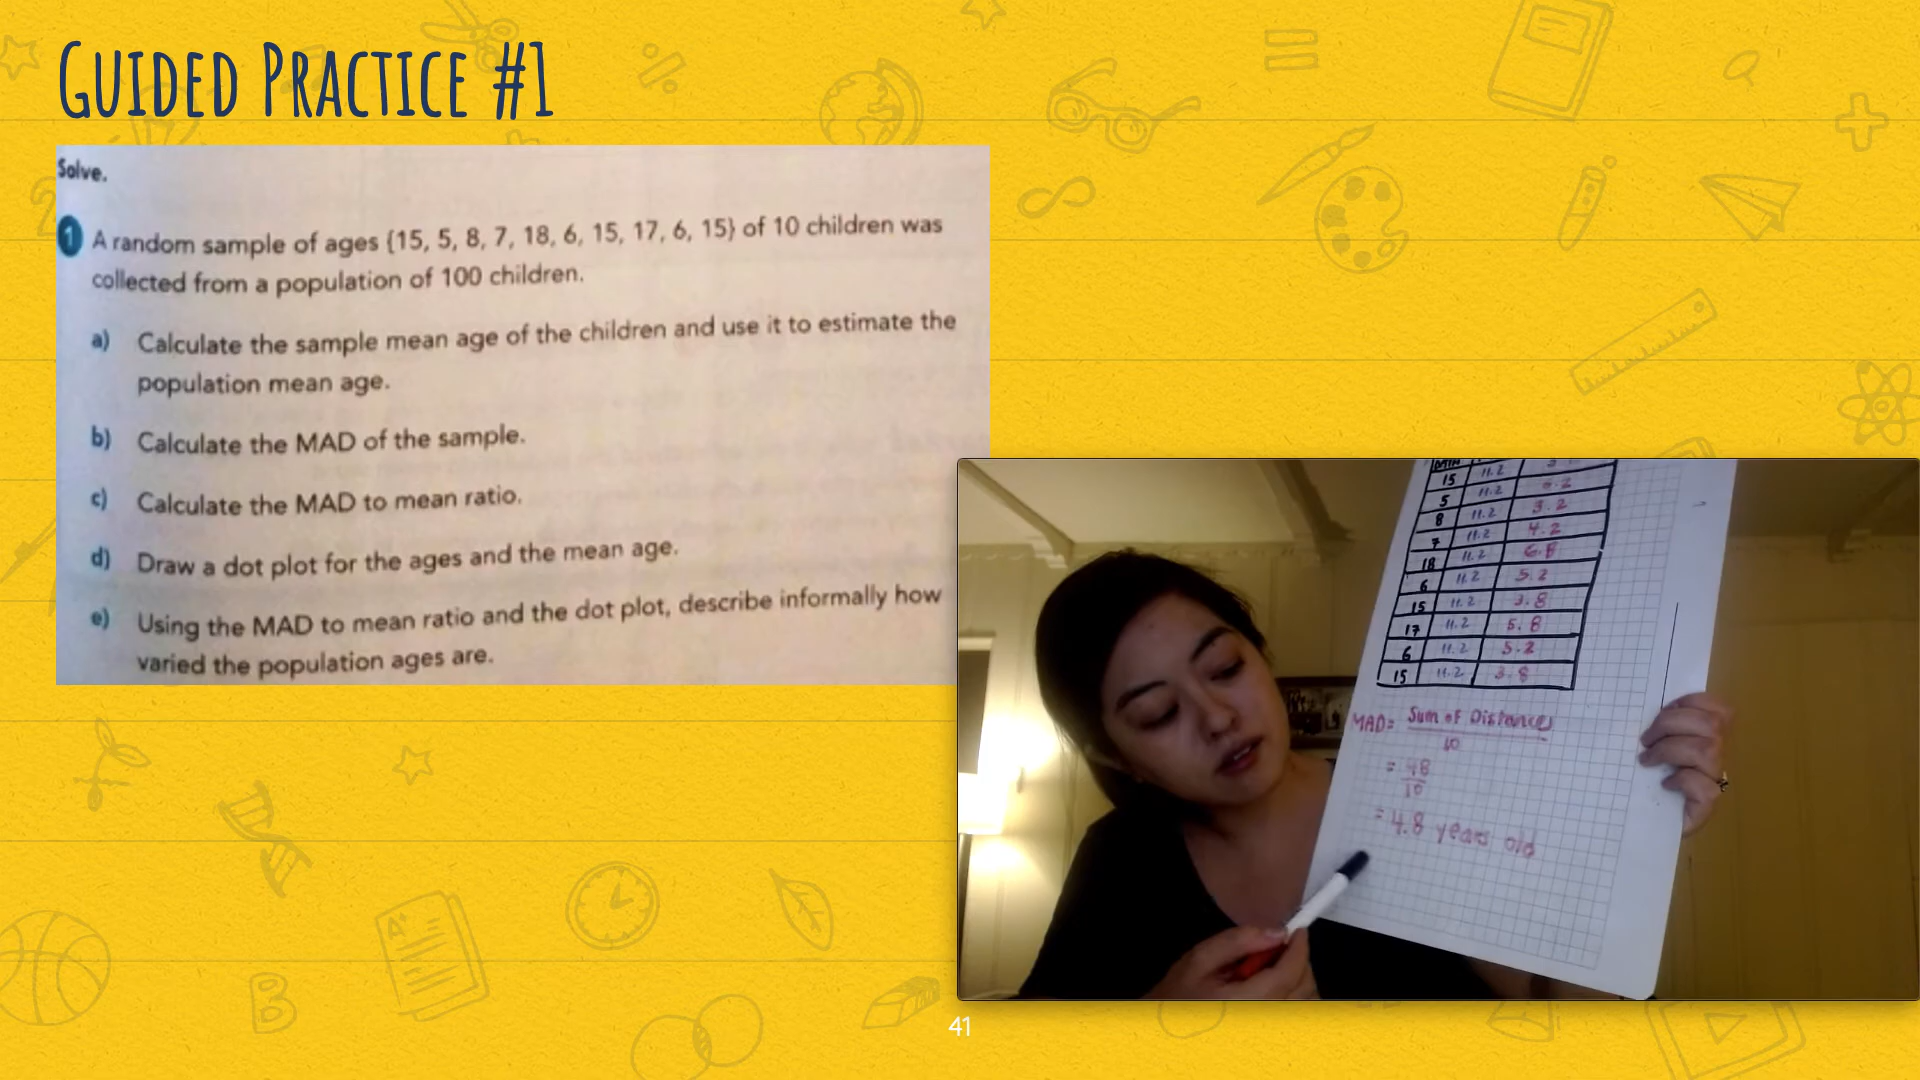 GUIDED PRACTICE #1
Solve.
1 A random sample of ages {15, 5, 8, 7, 18, 6, 15, 17, 6, 15} of 10 children was
collected from a population of 100 children.
a) Calculate the sample mean age of the children and use it to estimate the
population mean age.
b) Calculate the MAD of the sample.
c) Calculate the MAD to mean ratio.
d) Draw a dot plot for the ages and the mean age.
e) Using the MAD to mean ratio and the dot plot, describe informally how
varied the population ages are.
15 11.2
5 11.2 6.2
8 11.2 3.2
7 11.2 4.2
18 11.2 6.8
6 11.2 5.2
15 11.2 3.8
17 11.2 5.8
6 11.2 5.2
15 11.2 3.8
MAD= Sum of Distances
10
= 48
10
= 4.8 years old
A+
B
41